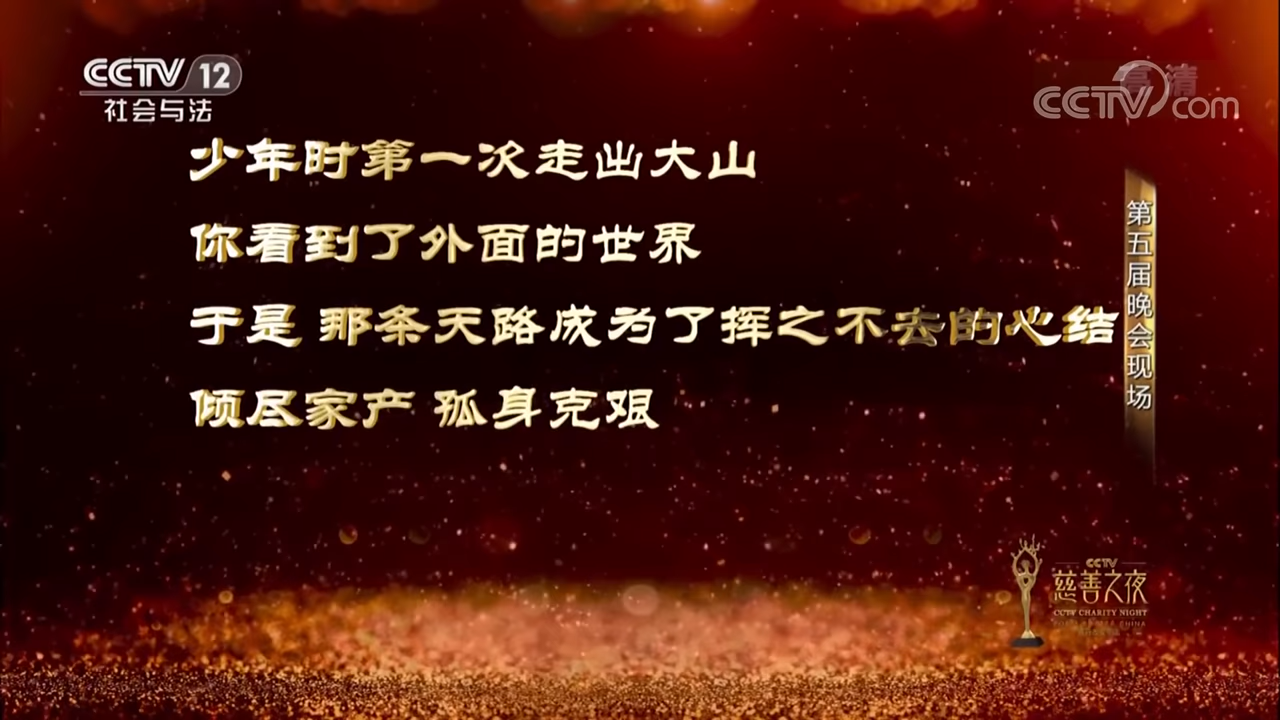 CCTV 12
社会与法
高清
CCTV.com
少年时第一次走出大山
你看到了外面的世界
于是 那条天路成为了挥之不去的心结
倾尽家产 孤身克艰
第五届晚会现场
CCTV
慈善之夜
CCTV CHARITY NIGHT